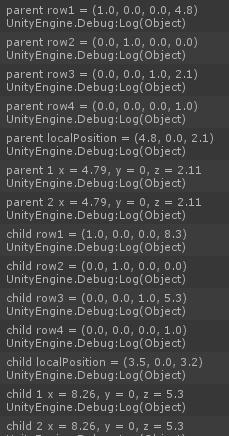 parent row1 = (1.0, 0.0, 0.0, 4.8)
UnityEngine.Debug:Log(Object)
parent row2 = (0.0, 1.0, 0.0, 0.0)
UnityEngine.Debug:Log(Object)
parent row3 = (0.0, 0.0, 1.0, 2.1)
UnityEngine.Debug:Log(Object)
parent row4 = (0.0, 0.0, 0.0, 1.0)
UnityEngine.Debug:Log(Object)
parent localPosition = (4.8, 0.0, 2.1)
UnityEngine.Debug:Log(Object)
parent 1 x = 4.79, y = 0, z = 2.11
UnityEngine.Debug:Log(Object)
parent 2 x = 4.79, y = 0, z = 2.11
UnityEngine.Debug:Log(Object)
child row1 = (1.0, 0.0, 0.0, 8.3)
UnityEngine.Debug:Log(Object)
child row2 = (0.0, 1.0, 0.0, 0.0)
UnityEngine.Debug:Log(Object)
child row3 = (0.0, 0.0, 1.0, 5.3)
UnityEngine.Debug:Log(Object)
child row4 = (0.0, 0.0, 0.0, 1.0)
UnityEngine.Debug:Log(Object)
child localPosition = (3.5, 0.0, 3.2)
UnityEngine.Debug:Log(Object)
child 1 x = 8.26, y = 0, z = 5.3
UnityEngine.Debug:Log(Object)
child 2 x = 8.26, y = 0, z = 5.3
UnityEngine.Debug:Log(Object)